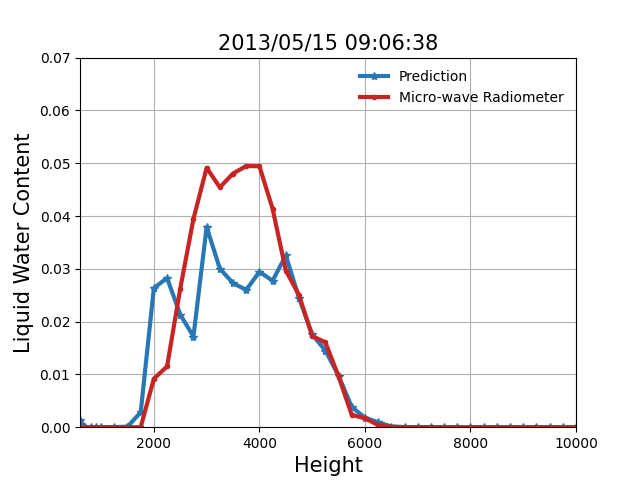 2013/05/15 09:06:38
Prediction
Micro-wave Radiometer
Liquid Water Content
0.07
0.06
0.05
0.04
0.03
0.02
0.01
0.00
2000 4000 6000 8000 10000
Height